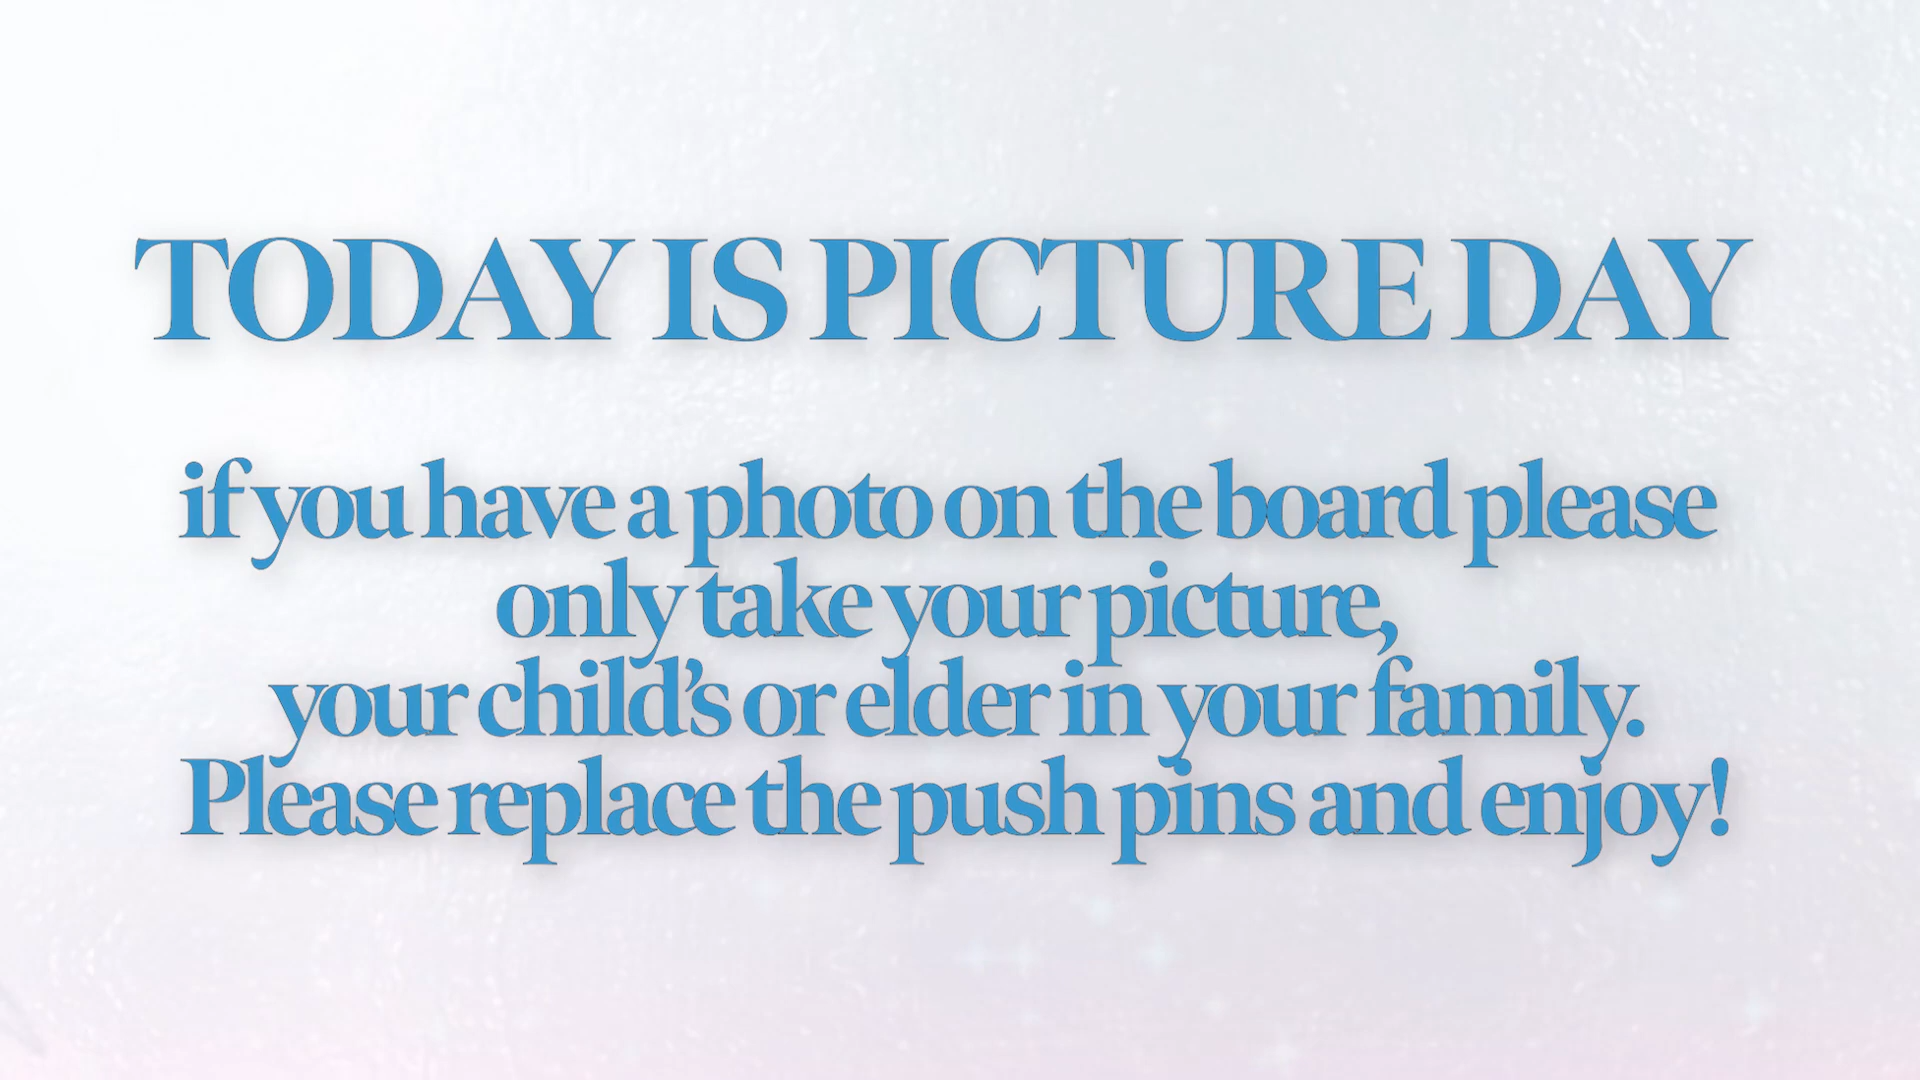 TODAY IS PICTURE DAY
if you have a photo on the board please
only take your picture,
your child’s or elder in your family.
Please replace the push pins and enjoy!